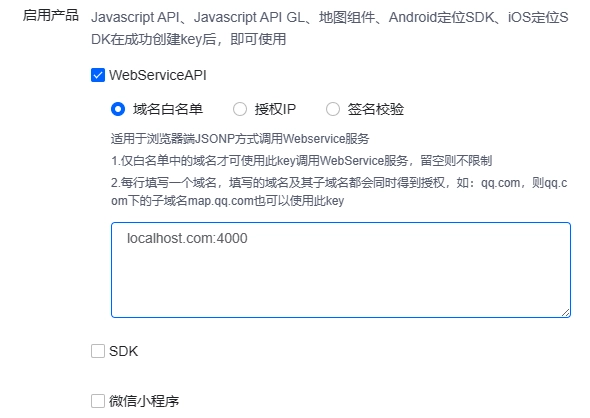 启用产品 Javascript API、Javascript API GL、地图组件、Android定位SDK、iOS定位S
DK在成功创建key后，即可使用
WebServiceAPI
域名白名单 授权IP 签名校验
适用于浏览器端JSONP方式调用Webservice服务
1.仅白名单中的域名才可使用此key调用WebService服务，留空则不限制
2.每行填写一个域名，填写的域名及其子域名都会同时得到授权，如：qq.com，则qq.c
om下的子域名map.qq.com也可以使用此key
localhost.com:4000
SDK
微信小程序